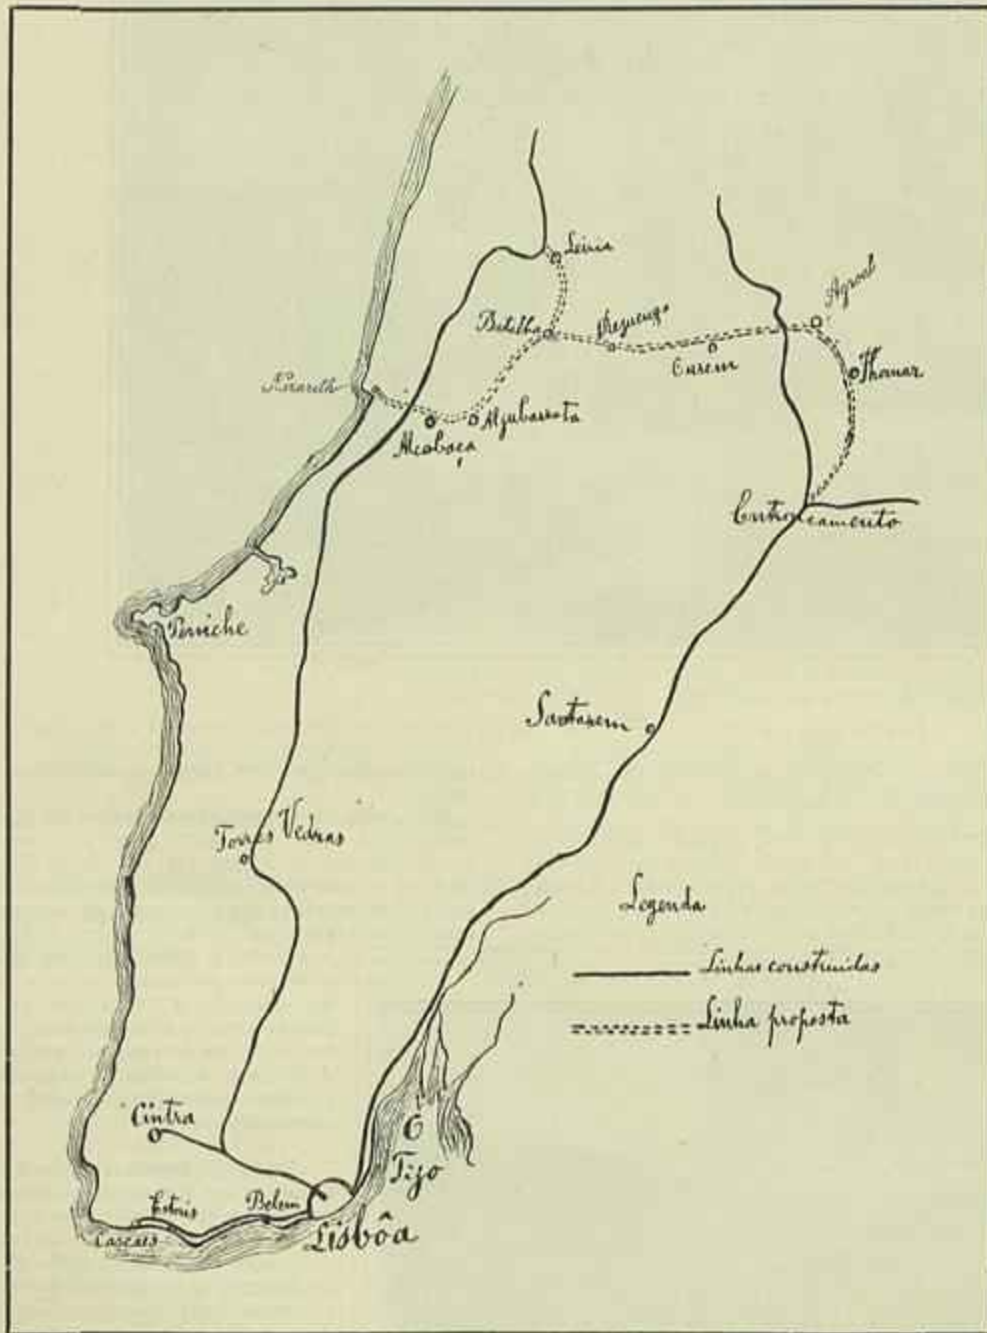 Leiria
Batalha
Reguengo
Agroal
Ourem
Thomar
Nazareth
Aljubarrota
Alcobaça
Entroncamento
Peniche
Santarem
Torres Vedras
Legenda
Linhas construidas
Linha proposta
Cintra
O
Tejo
Estoris
Belem
Cascaes
Lisbôa